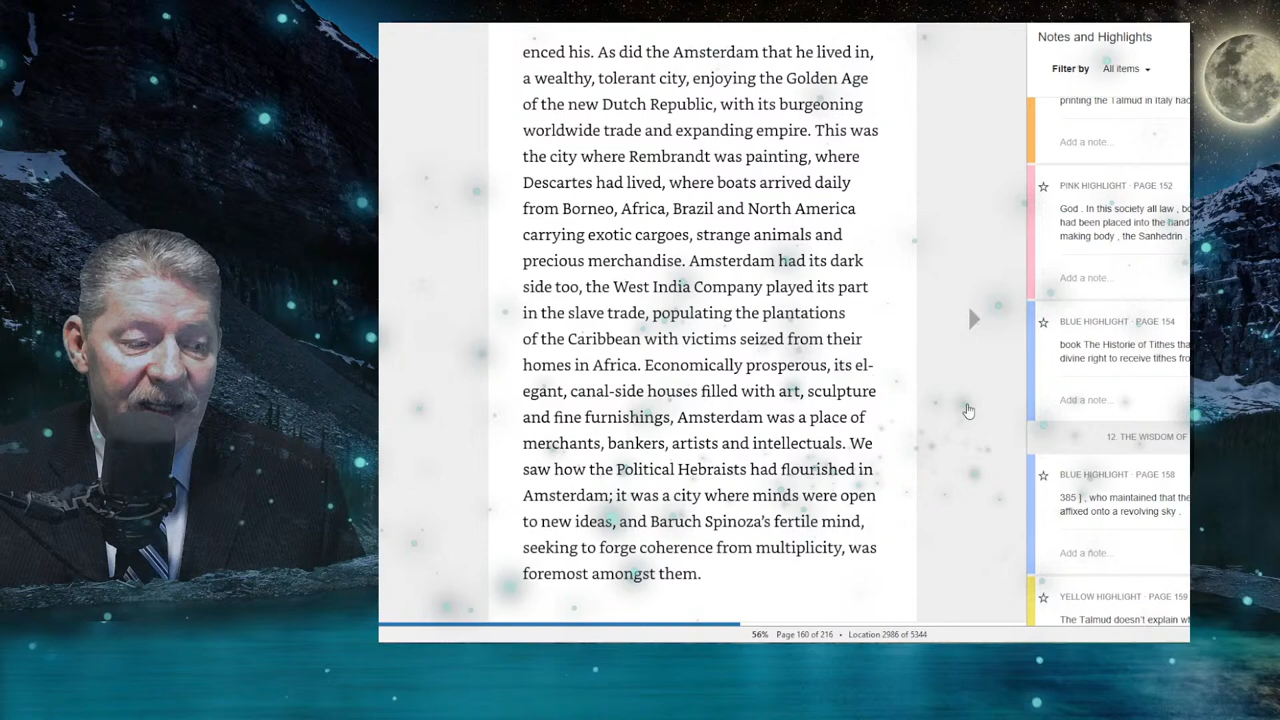 enced his. As did the Amsterdam that he lived in,
a wealthy, tolerant city, enjoying the Golden Age
of the new Dutch Republic, with its burgeoning
worldwide trade and expanding empire. This was
the city where Rembrandt was painting, where
Descartes had lived, where boats arrived daily
from Borneo, Africa, Brazil and North America
carrying exotic cargoes, strange animals and
precious merchandise. Amsterdam had its dark
side too, the West India Company played its part
in the slave trade, populating the plantations
of the Caribbean with victims seized from their
homes in Africa. Economically prosperous, its el-
egant, canal-side houses filled with art, sculpture
and fine furnishings, Amsterdam was a place of
merchants, bankers, artists and intellectuals. We
saw how the Political Hebraists had flourished in
Amsterdam; it was a city where minds were open
to new ideas, and Baruch Spinoza's fertile mind,
seeking to forge coherence from multiplicity, was
foremost amongst them.
56% Page 160 of 216 • Location 2986 of 5344
Notes and Highlights
Filter by All items
printing the Talmud in Italy had
Add a note...
PINK HIGHLIGHT · PAGE 152
God . In this society all law , bo
had been placed into the hand
making body , the Sanhedrin .
Add a note...
BLUE HIGHLIGHT · PAGE 154
book The Historie of Tithes tha
divine right to receive tithes fro
Add a note...
12. THE WISDOM OF
BLUE HIGHLIGHT · PAGE 158
385 ] , who maintained that the
affixed onto a revolving sky .
Add a note...
YELLOW HIGHLIGHT · PAGE 159
The Talmud doesn't explain wh